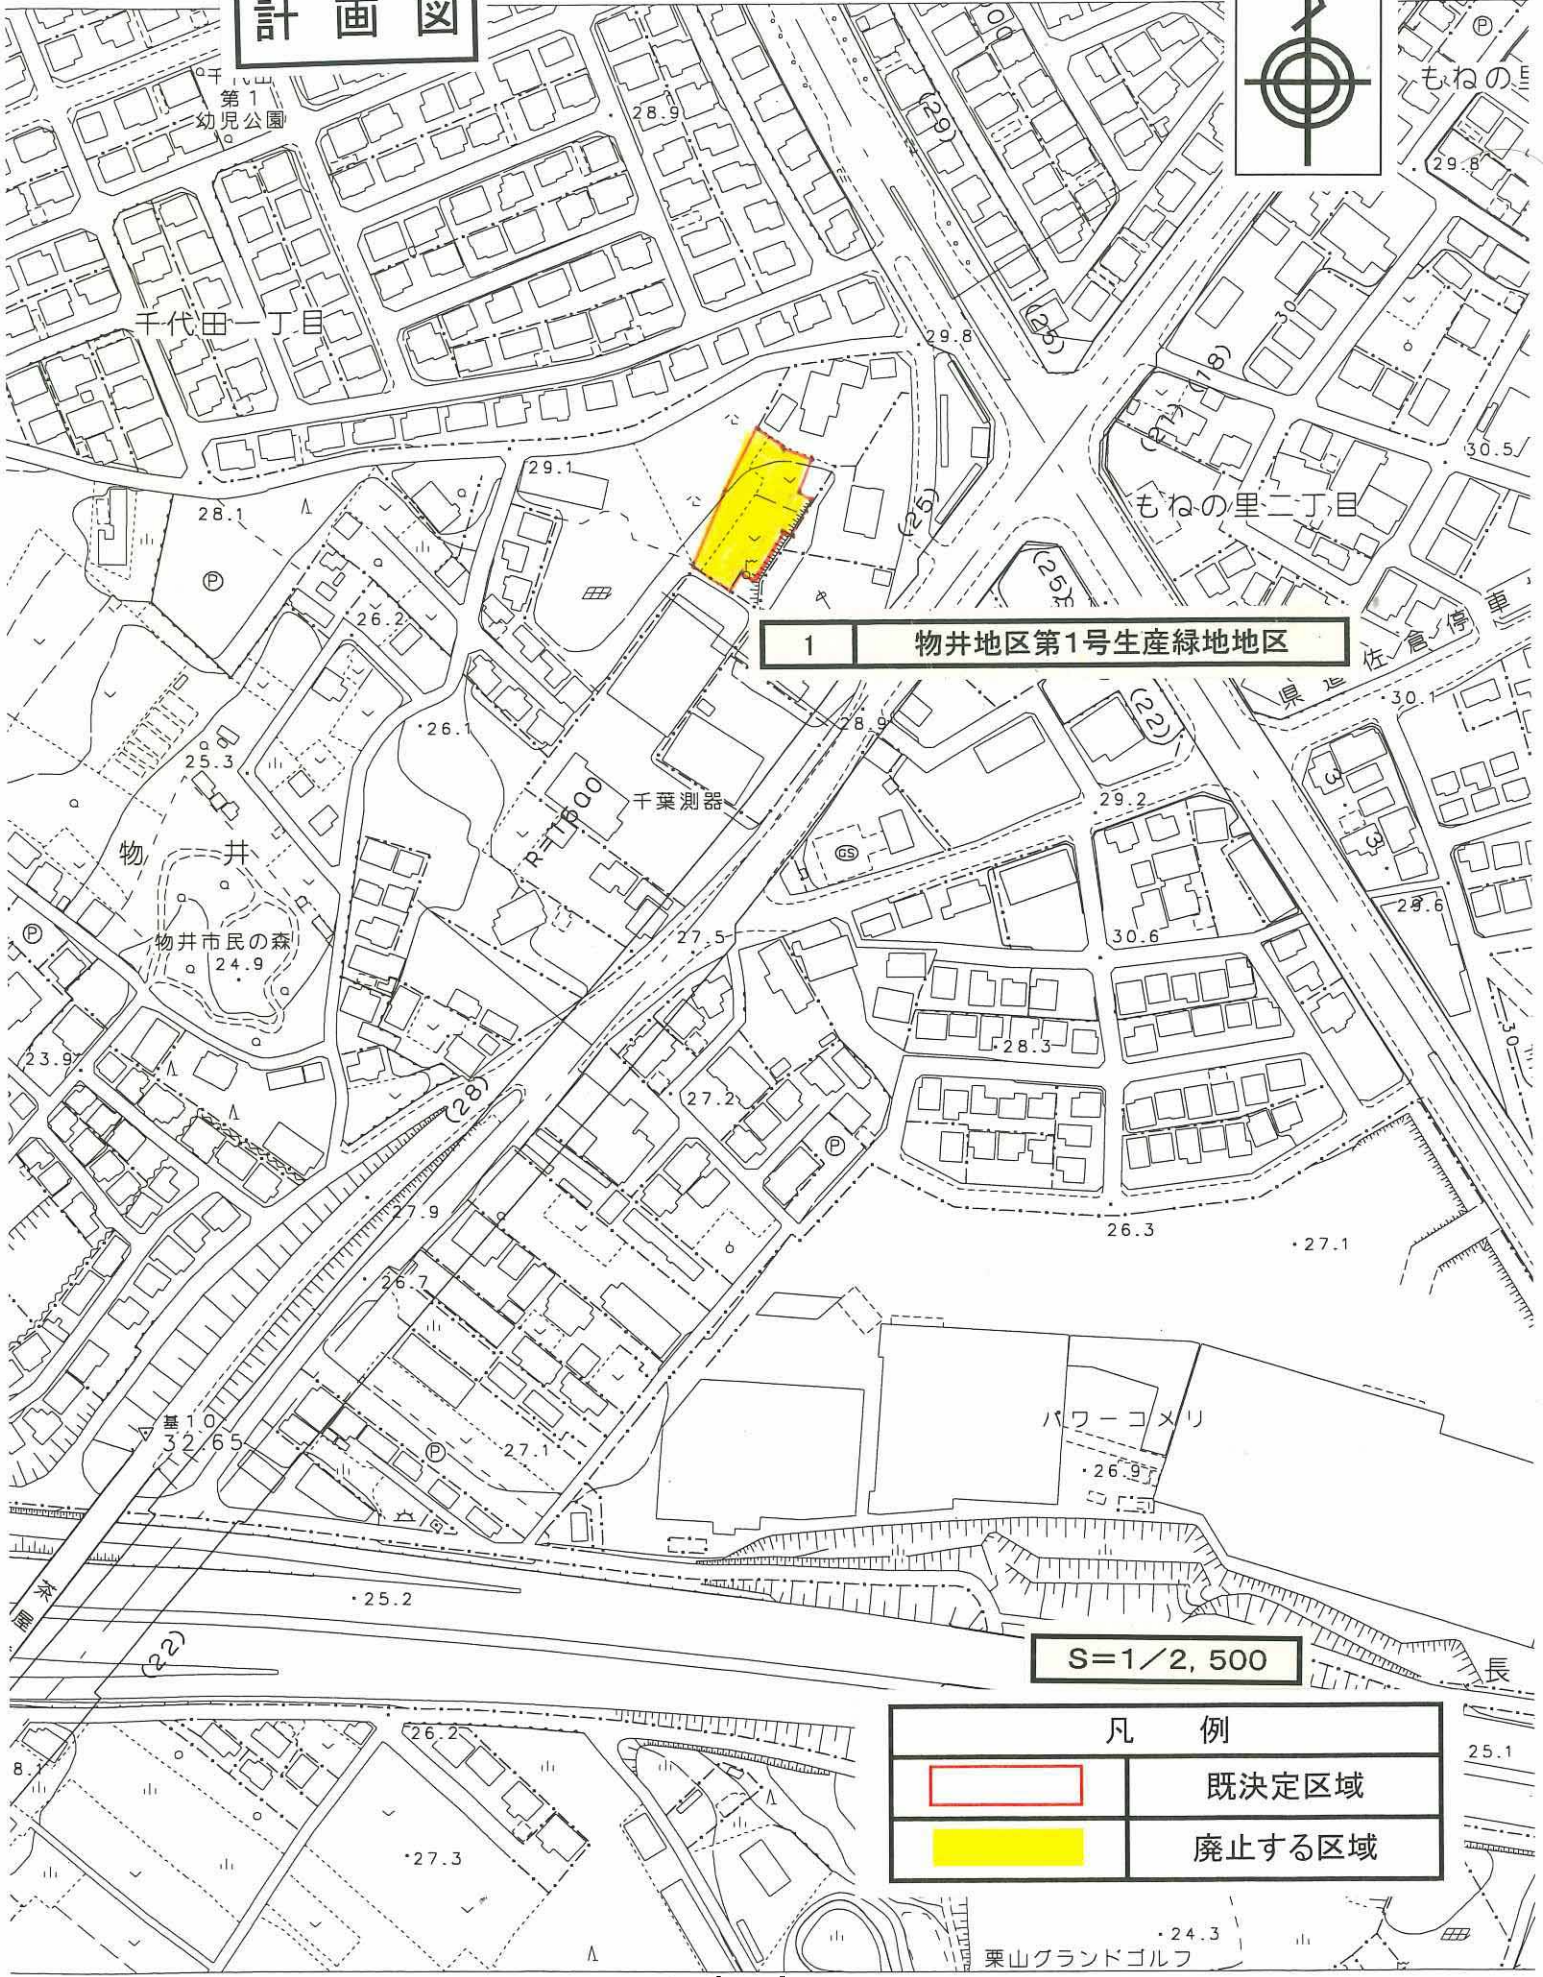 計画図
第1
幼児公園
28.9
(29)
Ⓟ
もねの里
29.8
千代田一丁目
29.8
(25)
30
(18)
(21)
30.5
29.1
28.1
もねの里二丁目
(25)
Ⓟ
(25)
26.2
1 物井地区第1号生産緑地地区
県道佐倉停車
30.1
(22)
28.9
26.1
25.3
千葉測器
R=1600
29.2
3
3
GS
物井
29.6
Ⓟ
物井市民の森
24.9
27.5
30.6
28.3
30
23.9
(28)
27.2
Ⓟ
27.9
26.3
27.1
26.7
基10
32.65
Ⓟ
27.1
パワーコメリ
26.9
25.2
(22)
S=1/2,500
長
26.2
凡例
25.1
8.1
既決定区域
廃止する区域
27.3
24.3
栗山グランドゴルフ